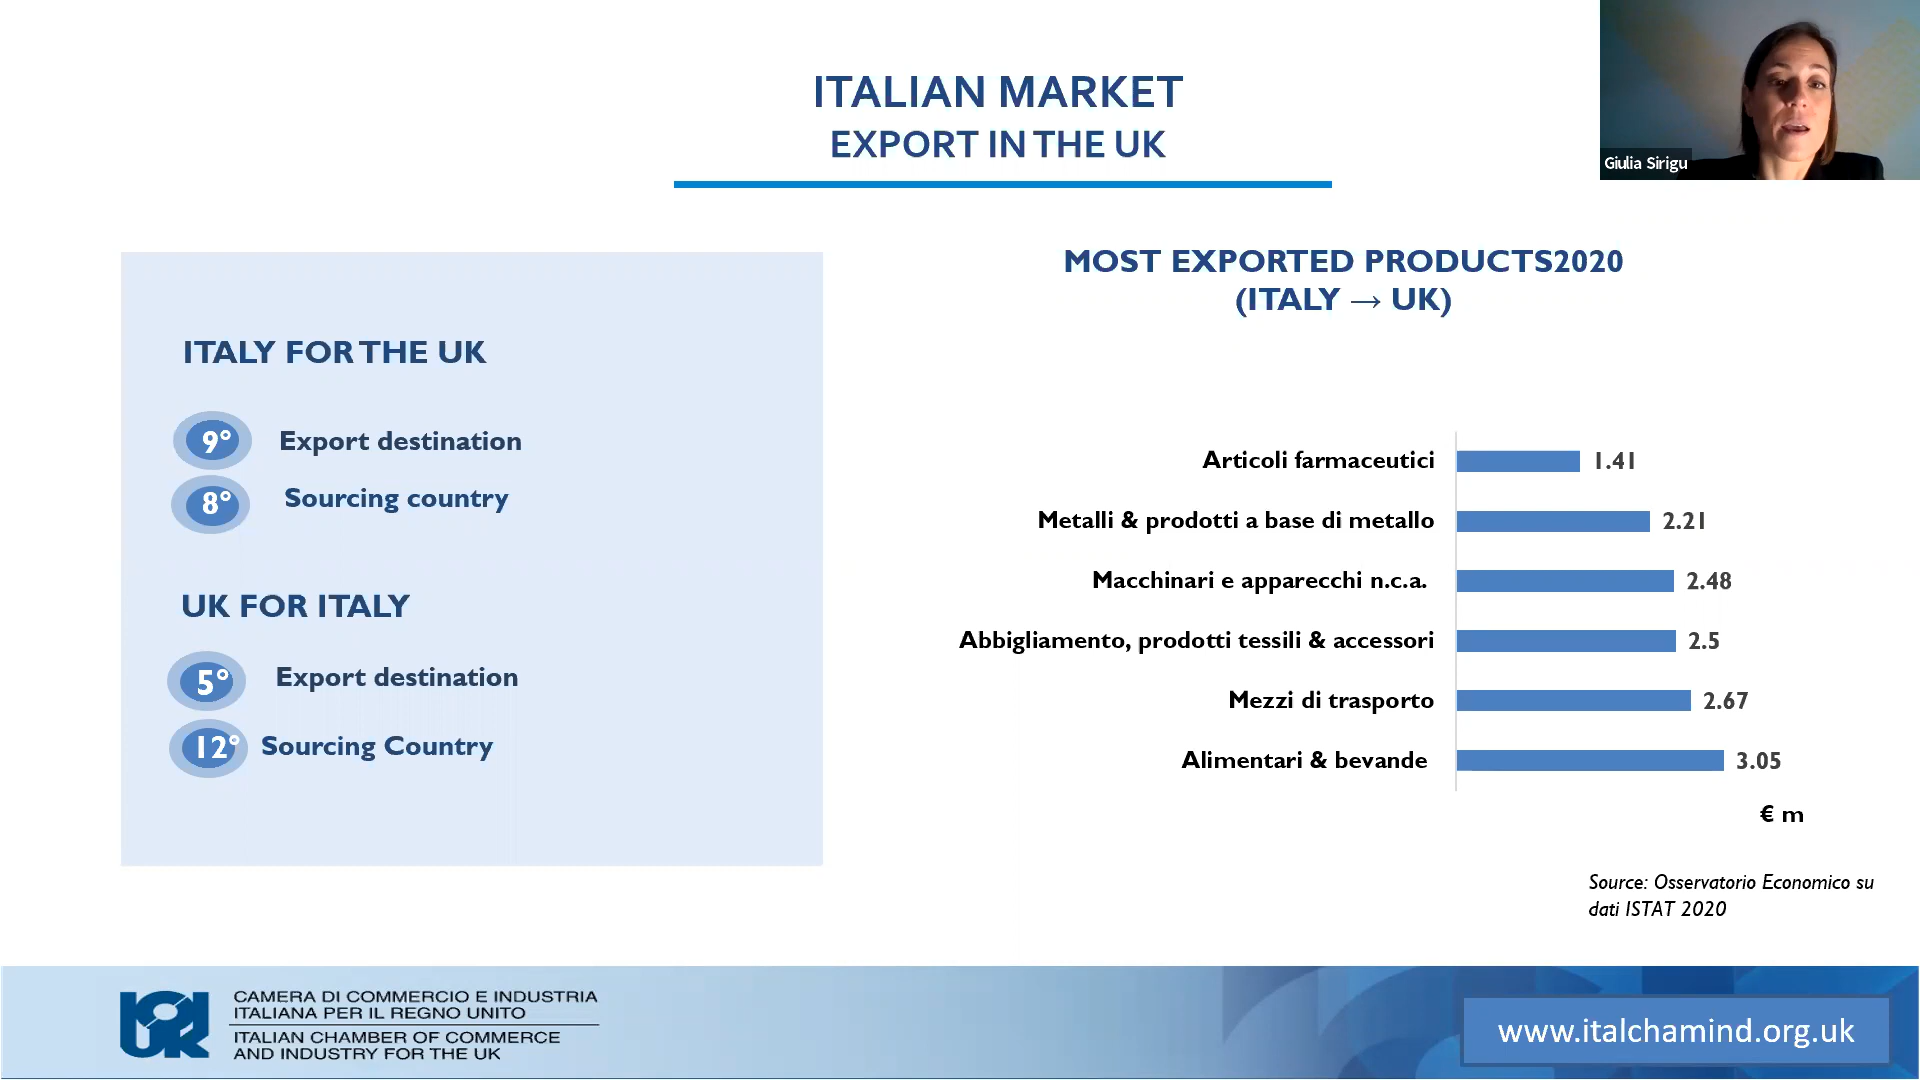 ITALIAN MARKET
EXPORT IN THE UK
Giulia Sirigu
ITALY FOR THE UK
9° Export destination
8° Sourcing country
UK FOR ITALY
5° Export destination
12° Sourcing Country
MOST EXPORTED PRODUCTS2020
(ITALY → UK)
Articoli farmaceutici 1.41
Metalli & prodotti a base di metallo 2.21
Macchinari e apparecchi n.c.a. 2.48
Abbigliamento, prodotti tessili & accessori 2.5
Mezzi di trasporto 2.67
Alimentari & bevande 3.05
€ m
Source: Osservatorio Economico su
dati ISTAT 2020
CAMERA DI COMMERCIO E INDUSTRIA
ITALIANA PER IL REGNO UNITO
ITALIAN CHAMBER OF COMMERCE
AND INDUSTRY FOR THE UK
www.italchamind.org.uk